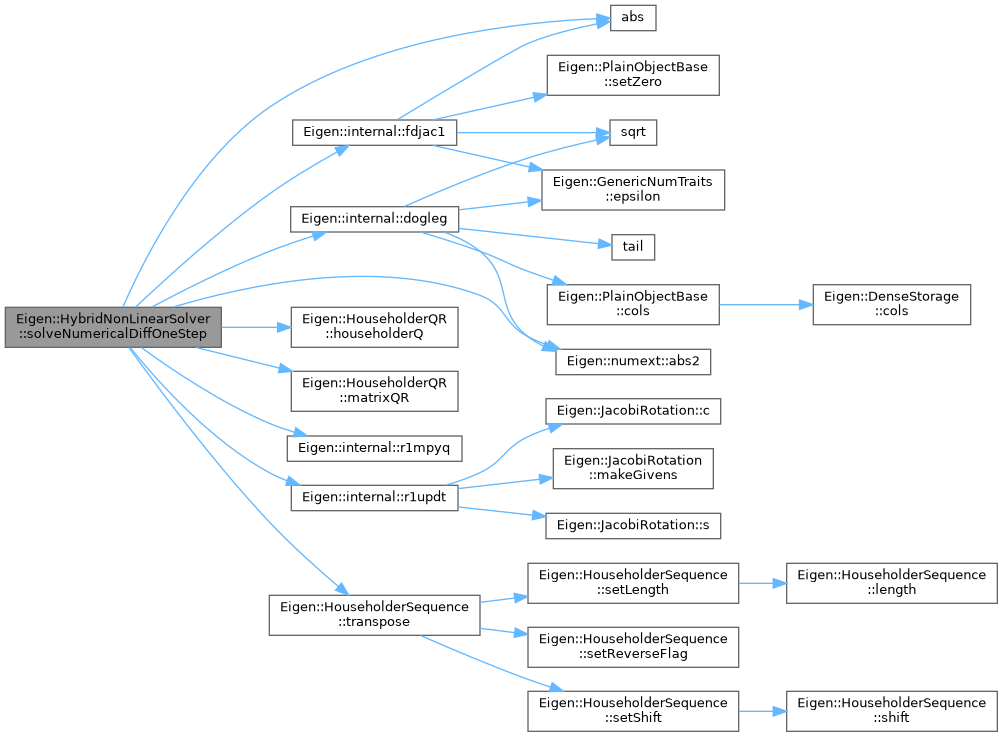 abs
Eigen::PlainObjectBase
::setZero
Eigen::internal::fdjac1
sqrt
Eigen::GenericNumTraits
::epsilon
Eigen::internal::dogleg
tail
Eigen::PlainObjectBase
::cols
Eigen::DenseStorage
::cols
Eigen::HybridNonLinearSolver
::solveNumericalDiffOneStep
Eigen::HouseholderQR
::householderQ
Eigen::numext::abs2
Eigen::HouseholderQR
::matrixQR
Eigen::JacobiRotation::c
Eigen::internal::r1mpyq
Eigen::JacobiRotation
::makeGivens
Eigen::internal::r1updt
Eigen::JacobiRotation::s
Eigen::HouseholderSequence
::setLength
Eigen::HouseholderSequence
::length
Eigen::HouseholderSequence
::transpose
Eigen::HouseholderSequence
::setReverseFlag
Eigen::HouseholderSequence
::setShift
Eigen::HouseholderSequence
::shift